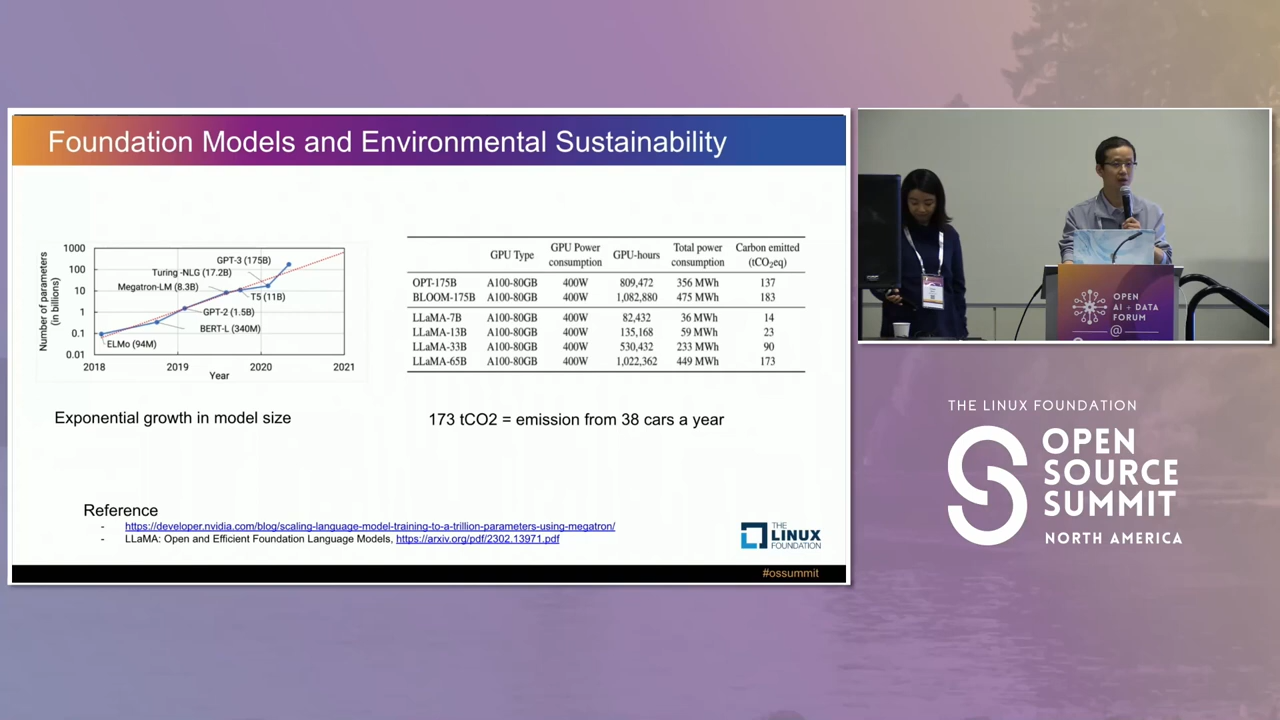 Foundation Models and Environmental Sustainability
1000
100
10
1
0.1
0.01
Number of parameters
(in billions)
GPT-3 (175B)
Turing -NLG (17.2B)
Megatron-LM (8.3B)
T5 (11B)
GPT-2 (1.5B)
BERT-L (340M)
ELMo (94M)
2018 2019 2020 2021
Year
GPU Type GPU Power consumption GPU-hours Total power consumption Carbon emitted (tCO₂eq)
OPT-175B A100-80GB 400W 809,472 356 MWh 137
BLOOM-175B A100-80GB 400W 1,082,880 475 MWh 183
LLaMA-7B A100-80GB 400W 82,432 36 MWh 14
LLaMA-13B A100-80GB 400W 135,168 59 MWh 23
LLaMA-33B A100-80GB 400W 530,432 233 MWh 90
LLaMA-65B A100-80GB 400W 1,022,362 449 MWh 173
Exponential growth in model size
173 tCO2 = emission from 38 cars a year
Reference
- https://developer.nvidia.com/blog/scaling-language-model-training-to-a-trillion-parameters-using-megatron/
- LLaMA: Open and Efficient Foundation Language Models, https://arxiv.org/pdf/2302.13971.pdf
THE
LINUX
FOUNDATION
#ossummit
OPEN
AI + DATA
FORUM
@
THE LINUX FOUNDATION
OPEN
SOURCE
SUMMIT
NORTH AMERICA